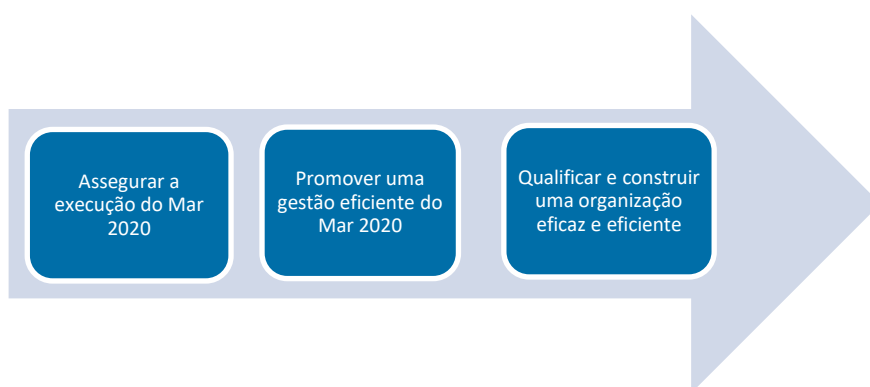 Assegurar a
execução do Mar
2020
Promover uma
gestão eficiente do
Mar 2020
Qualificar e construir
uma organização
eficaz e eficiente